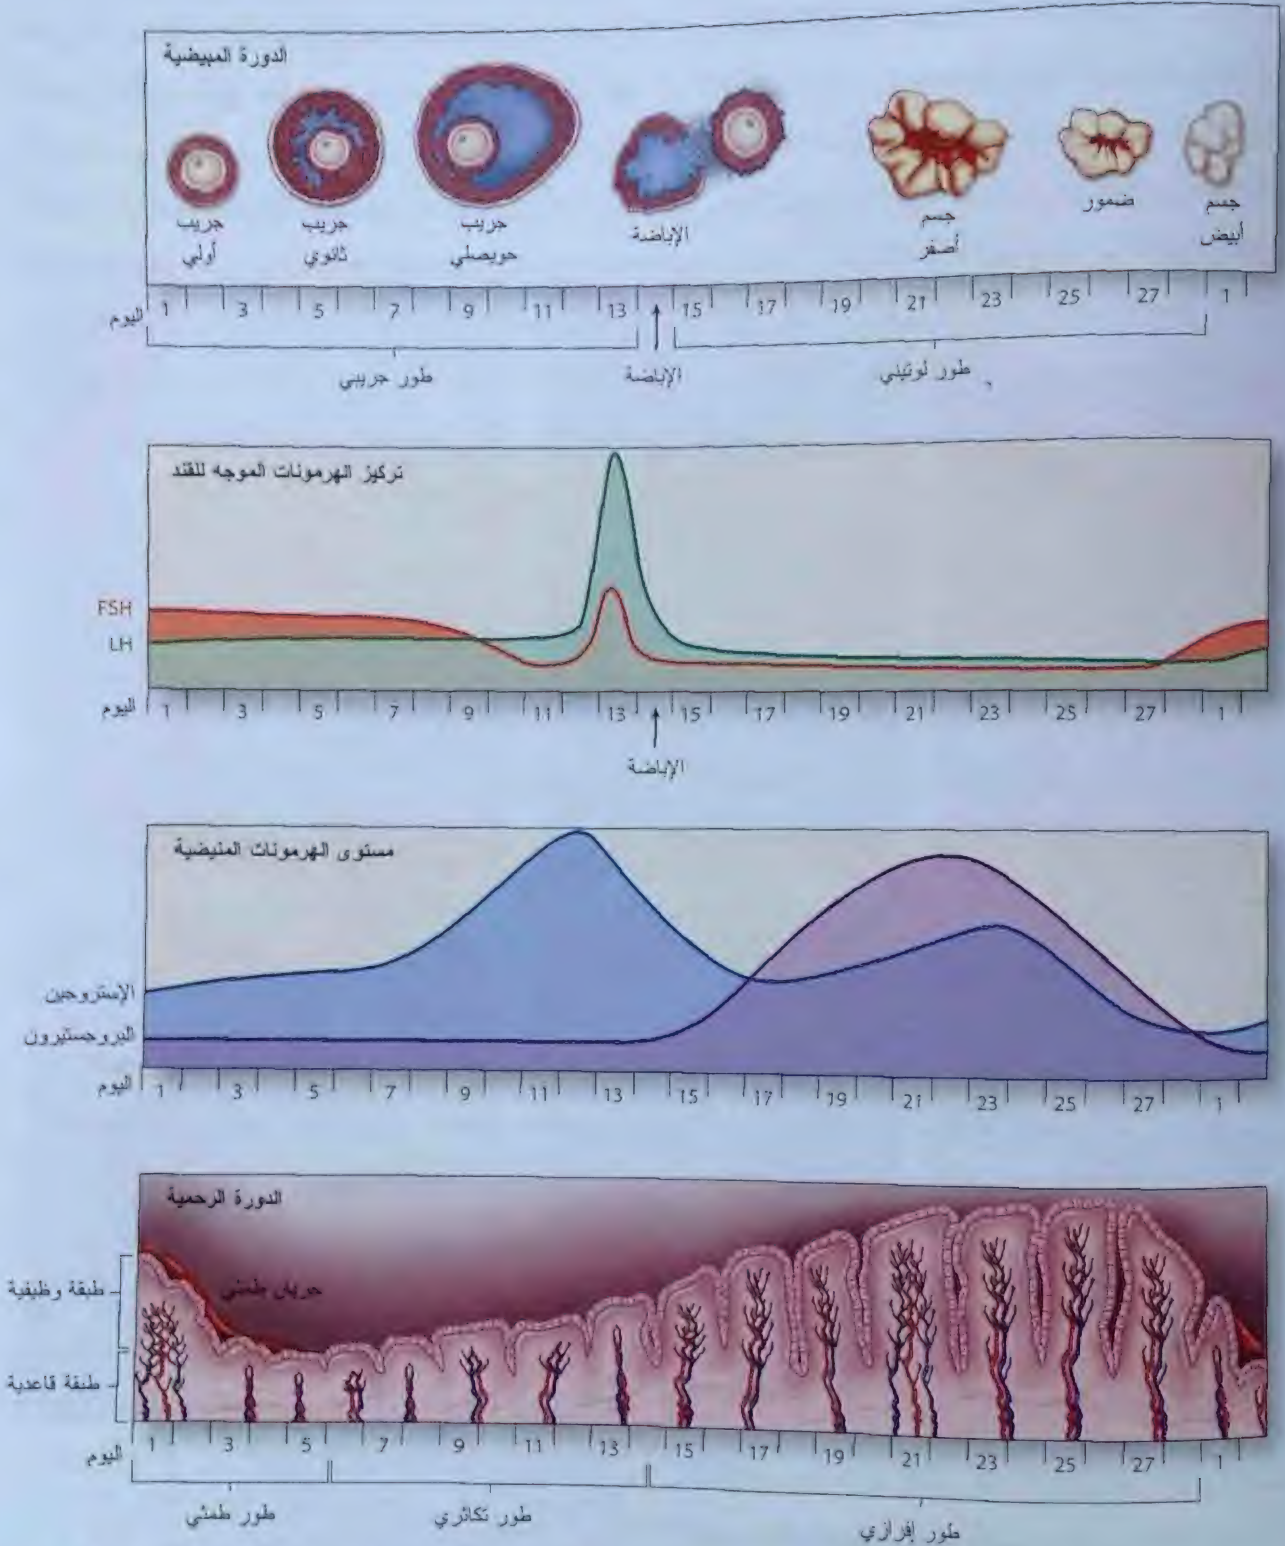 الدورة المبيضية
جريب
أولي
جريب
ثانوي
جريب
حويصلي
الإباضة
جسم
أصفر
ضمور
جسم
أبيض
اليوم 1 3 5 7 9 11 13 15 17 19 21 23 25 27 1
طور جريبي
الإباضة
طور لوتيني
تركيز الهرمونات الموجه للقند
FSH
LH
اليوم 1 3 5 7 9 11 13 15 17 19 21 23 25 27 1
الإباضة
مستوى الهرمونات المنيضية
الإستروجين
البروجستيرون
اليوم 1 3 5 7 9 11 13 15 17 19 21 23 25 27 1
الدورة الرحمية
جريان طمثي
طبقة وظيفية
طبقة قاعدية
اليوم 1 3 5 7 9 11 13 15 17 19 21 23 25 27 1
طور طمثي
طور تكاثري
طور إفرازي